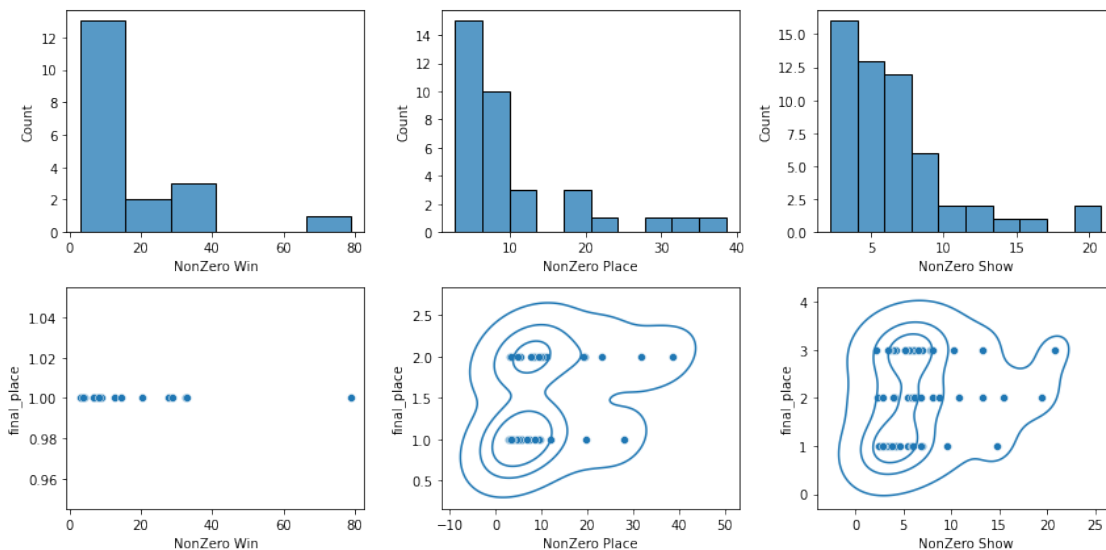 12
10
8
6
4
2
0
Count
0 20 40 60 80
NonZero Win
14
12
10
8
6
4
2
0
Count
10 20 30 40
NonZero Place
15.0
12.5
10.0
7.5
5.0
2.5
0.0
Count
5 10 15 20
NonZero Show
1.04
1.02
1.00
0.98
0.96
final_place
0 20 40 60 80
NonZero Win
2.5
2.0
1.5
1.0
0.5
final_place
−10 0 10 20 30 40 50
NonZero Place
4
3
2
1
0
final_place
0 5 10 15 20 25
NonZero Show